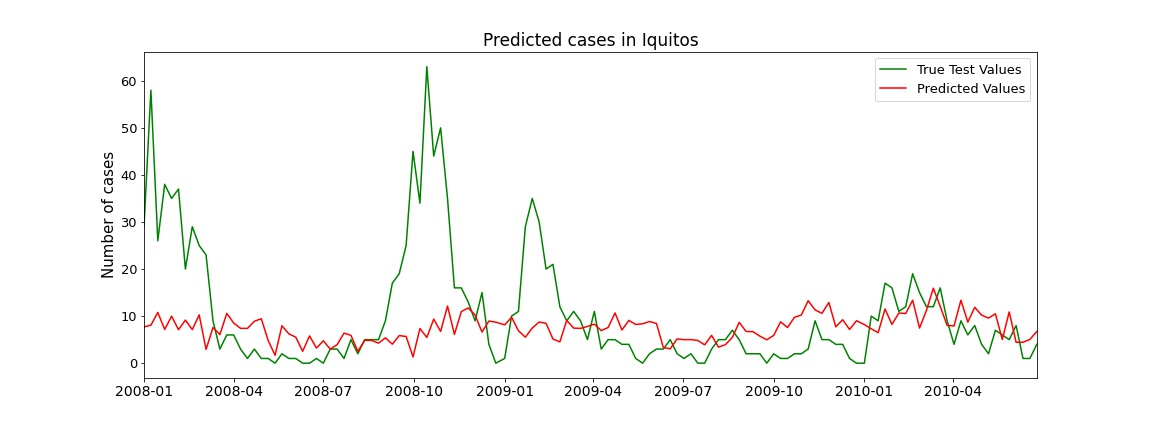 Predicted cases in Iquitos
True Test Values
Predicted Values
Number of cases
60
50
40
30
20
10
0
2008-01 2008-04 2008-07 2008-10 2009-01 2009-04 2009-07 2009-10 2010-01 2010-04